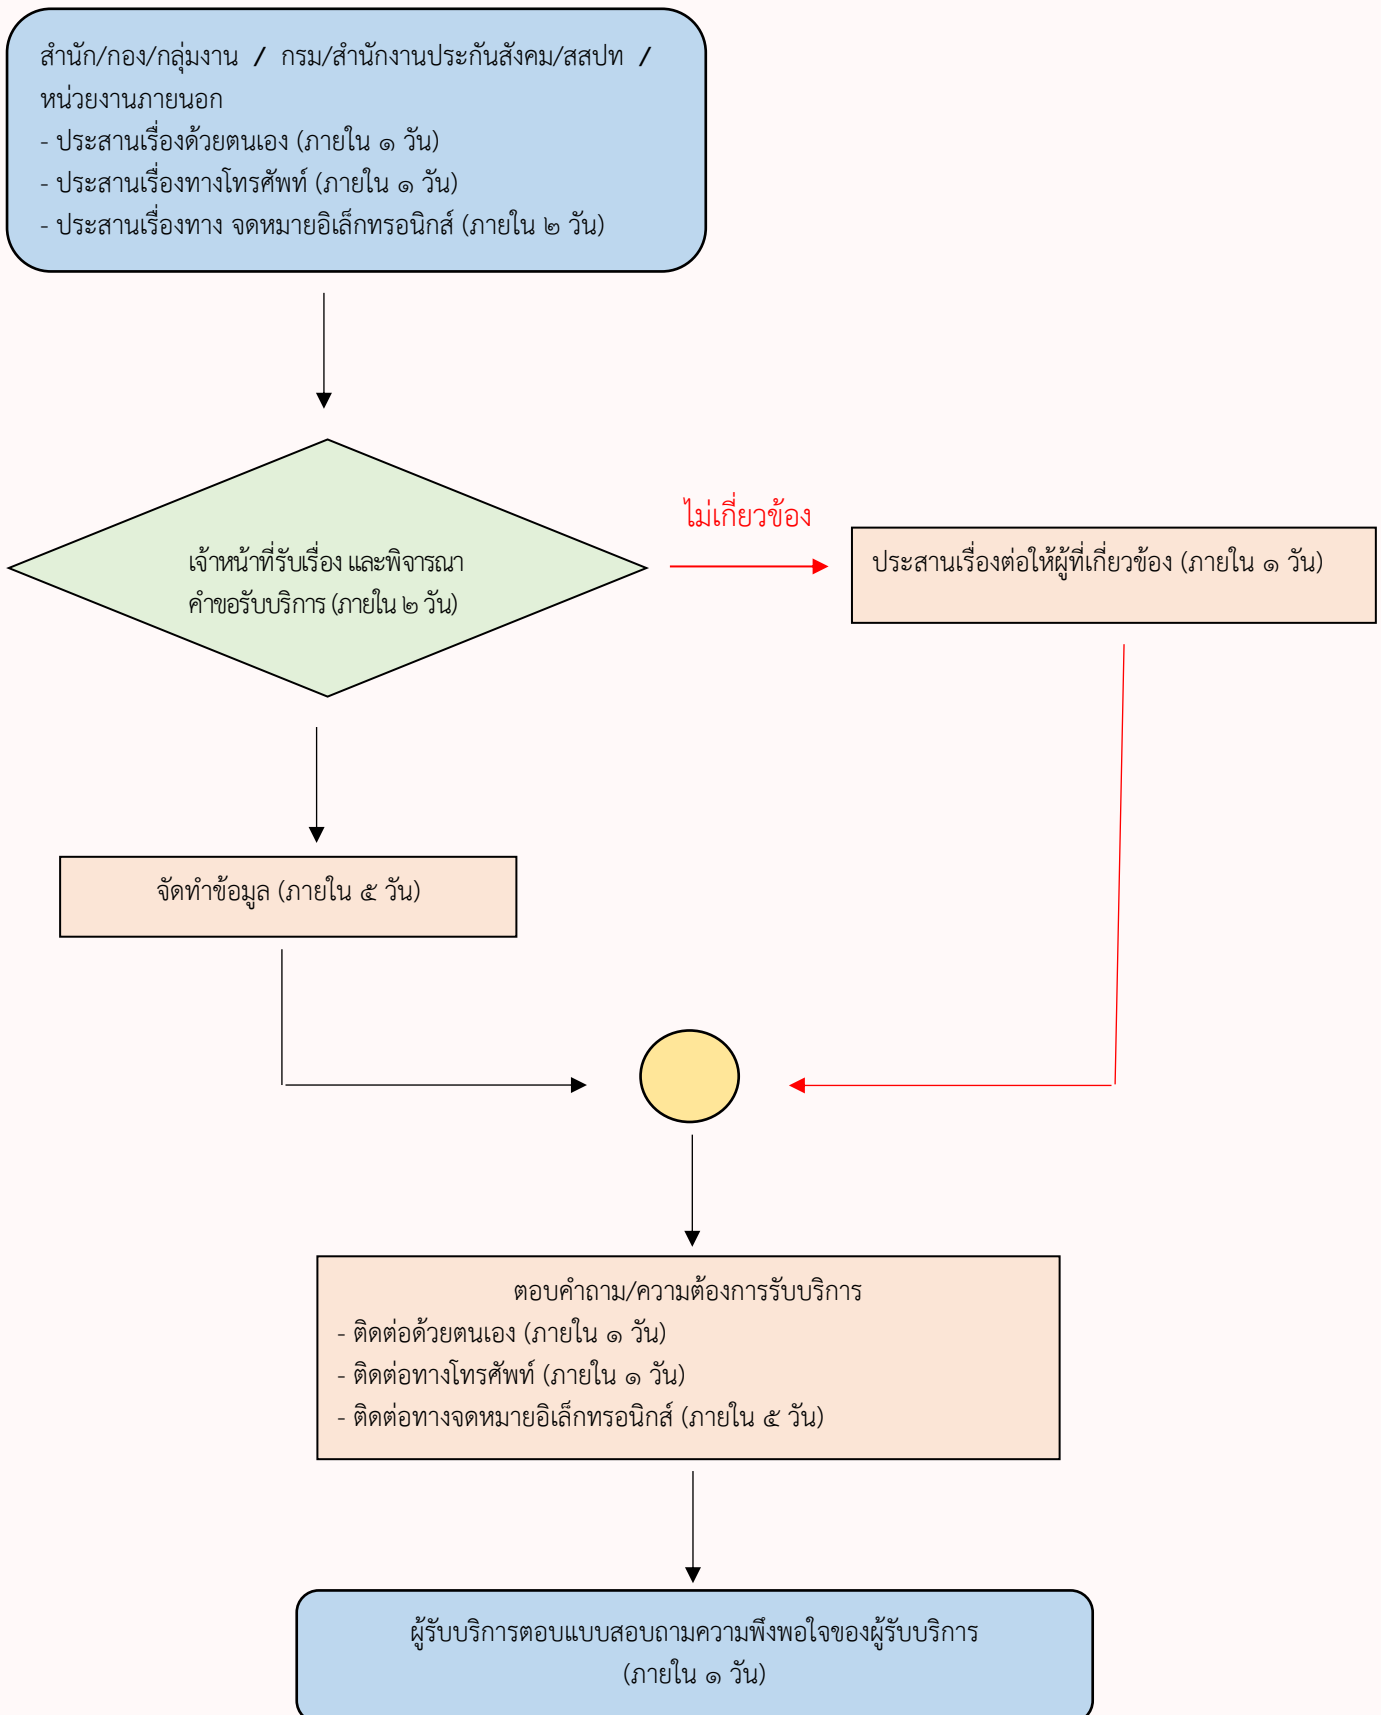 สำนัก/กอง/กลุ่มงาน / กรม/สำนักงานประกันสังคม/สสปท /
หน่วยงานภายนอก
- ประสานเรื่องด้วยตนเอง (ภายใน ๑ วัน)
- ประสานเรื่องทางโทรศัพท์ (ภายใน ๑ วัน)
- ประสานเรื่องทาง จดหมายอิเล็กทรอนิกส์ (ภายใน ๒ วัน)
ไม่เกี่ยวข้อง
เจ้าหน้าที่รับเรื่อง และพิจารณา
คำขอรับบริการ (ภายใน ๒ วัน)
ประสานเรื่องต่อให้ผู้ที่เกี่ยวข้อง (ภายใน ๑ วัน)
จัดทำข้อมูล (ภายใน ๕ วัน)
ตอบคำถาม/ความต้องการรับบริการ
- ติดต่อด้วยตนเอง (ภายใน ๑ วัน)
- ติดต่อทางโทรศัพท์ (ภายใน ๑ วัน)
- ติดต่อทางจดหมายอิเล็กทรอนิกส์ (ภายใน ๕ วัน)
ผู้รับบริการตอบแบบสอบถามความพึงพอใจของผู้รับบริการ
(ภายใน ๑ วัน)